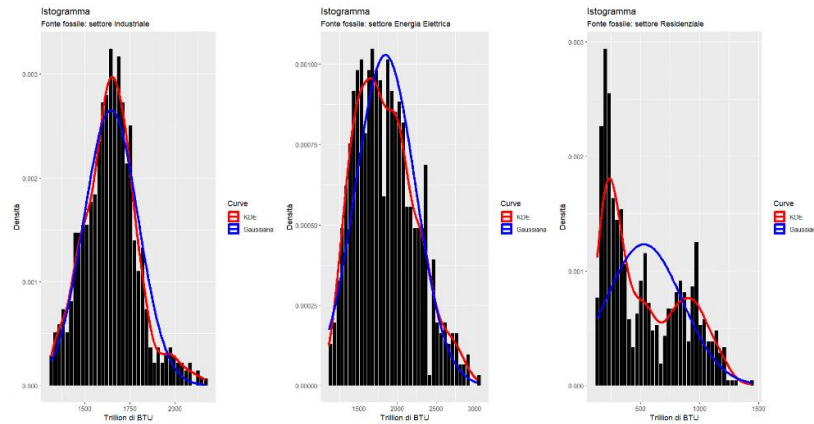 Istogramma
Fonte fossile: settore Industriale
Densità
0.003
0.002
0.001
0.000
1500
1750
2000
Trillion di BTU
Curve
KDE
Gaussiana
Istogramma
Fonte fossile: settore Energia Elettrica
Densità
0.00100
0.00075
0.00050
0.00025
0.00000
1500
2000
2500
3000
Trillion di BTU
Curve
KDE
Gaussiana
Istogramma
Fonte fossile: settore Residenziale
Densità
0.003
0.002
0.001
0.000
500
1000
1500
Trillion di BTU
Curve
KDE
Gaussiana